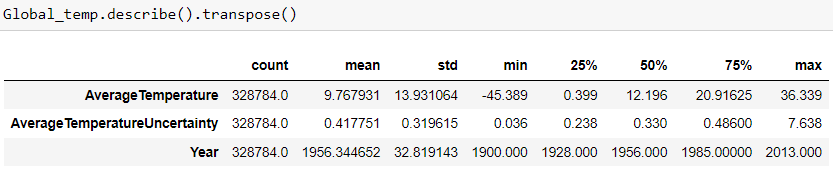 Global_temp.describe().transpose()
count mean std min 25% 50% 75% max
AverageTemperature 328784.0 9.767931 13.931064 -45.389 0.399 12.196 20.91625 36.339
AverageTemperatureUncertainty 328784.0 0.417751 0.319615 0.036 0.238 0.330 0.48600 7.638
Year 328784.0 1956.344652 32.819143 1900.000 1928.000 1956.000 1985.00000 2013.000